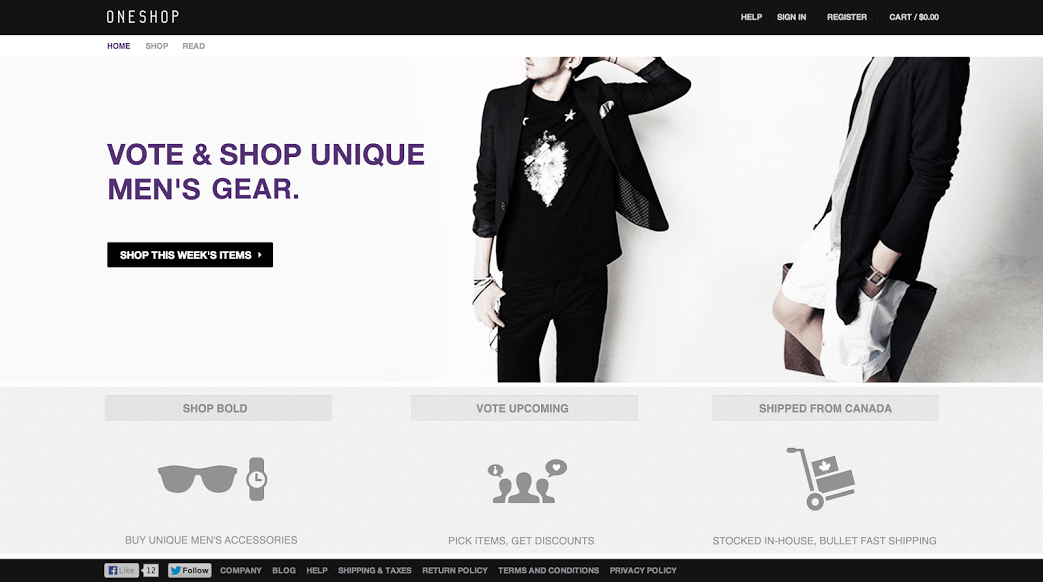 ONESHOP
HELP SIGN IN REGISTER CART / $0.00
HOME SHOP READ
VOTE & SHOP UNIQUE
MEN'S GEAR.
SHOP THIS WEEK'S ITEMS
SHOP BOLD
VOTE UPCOMING
SHIPPED FROM CANADA
BUY UNIQUE MEN'S ACCESSORIES
PICK ITEMS, GET DISCOUNTS
STOCKED IN-HOUSE, BULLET FAST SHIPPING
Like 12 Follow COMPANY BLOG HELP SHIPPING & TAXES RETURN POLICY TERMS AND CONDITIONS PRIVACY POLICY